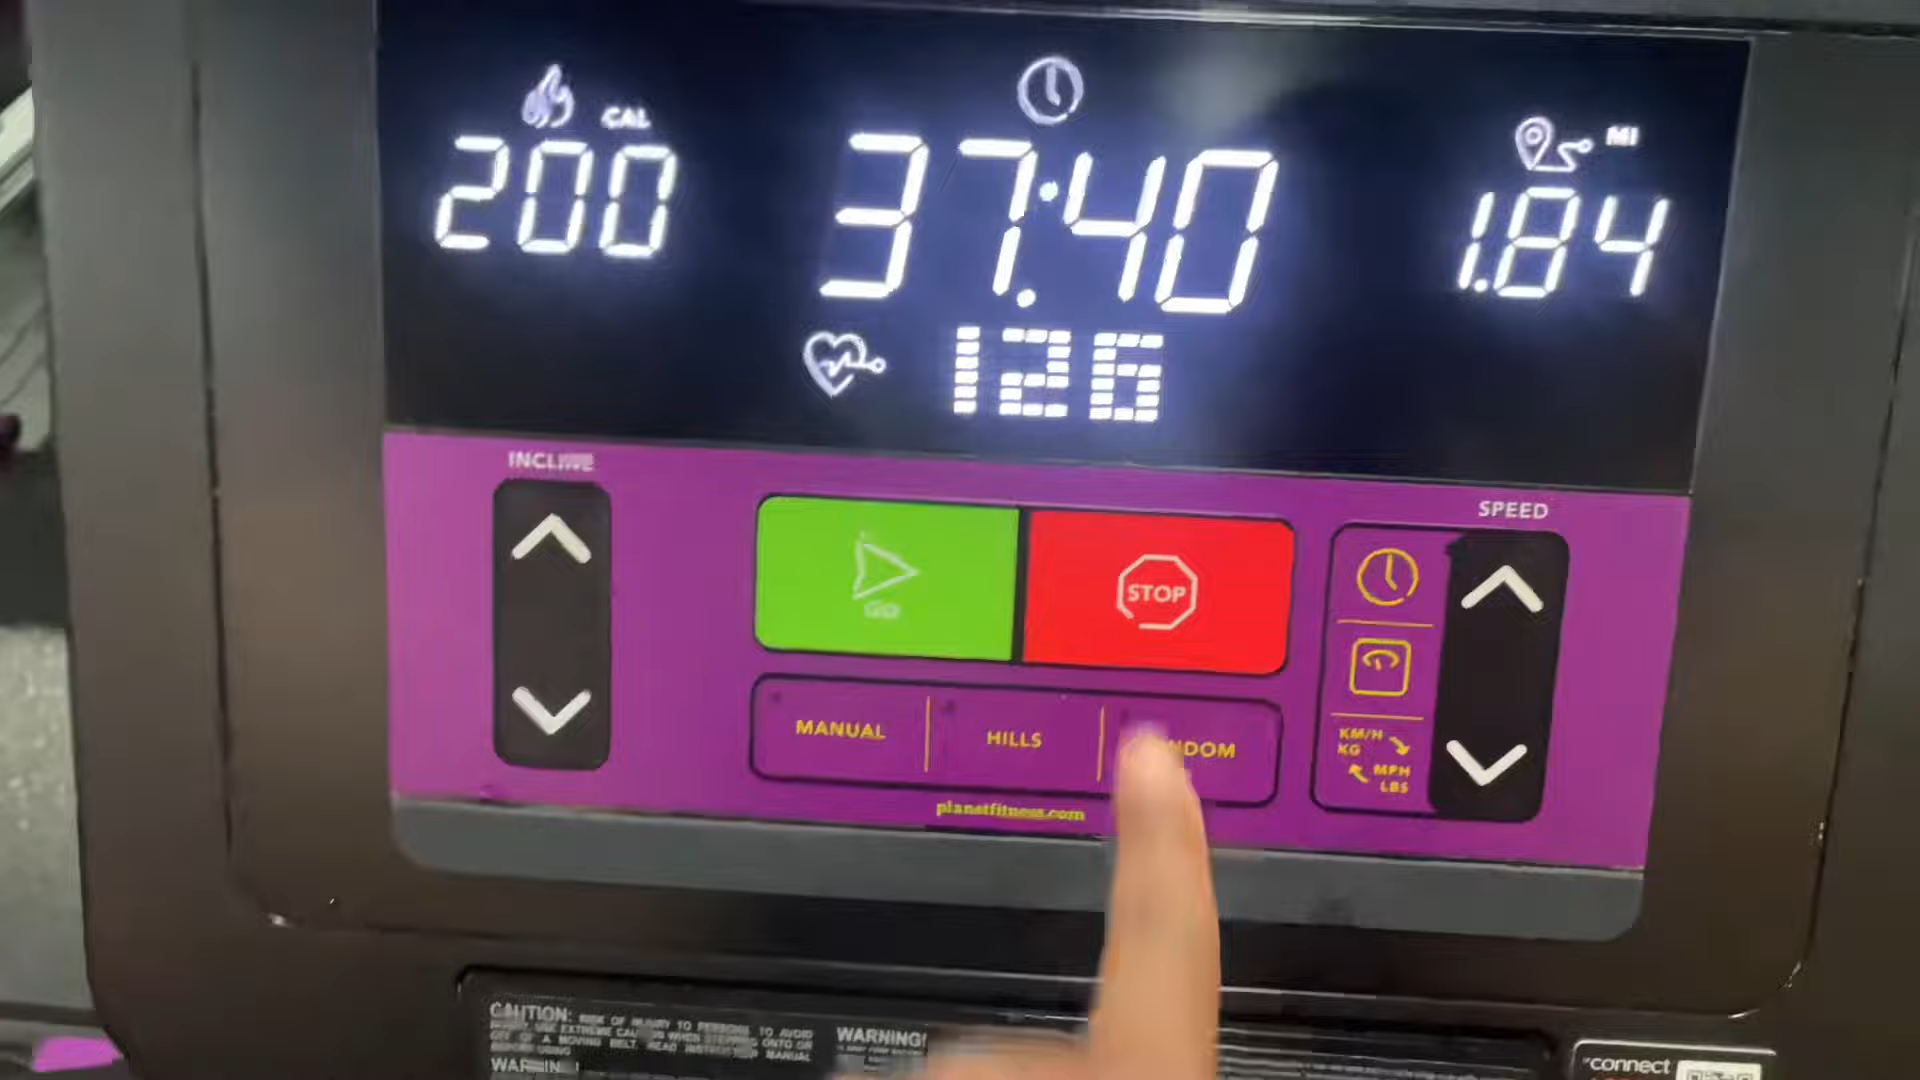 CAL
200
37:40
MI
1.84
126
INCLINE
SPEED
GO
STOP
MANUAL
HILLS
NDOM
KM/H
KG
MPH
LBS
planetfitness.com
CAUTION: RISK OF INJURY TO PERSONS. TO AVOID
INJURY, USE EXTREME CAUTION WHEN STEPPING ONTO OR
OFF OF A MOVING BELT. READ INSTRUCTION MANUAL
BEFORE USING
WARNING!
WARNING!
connect